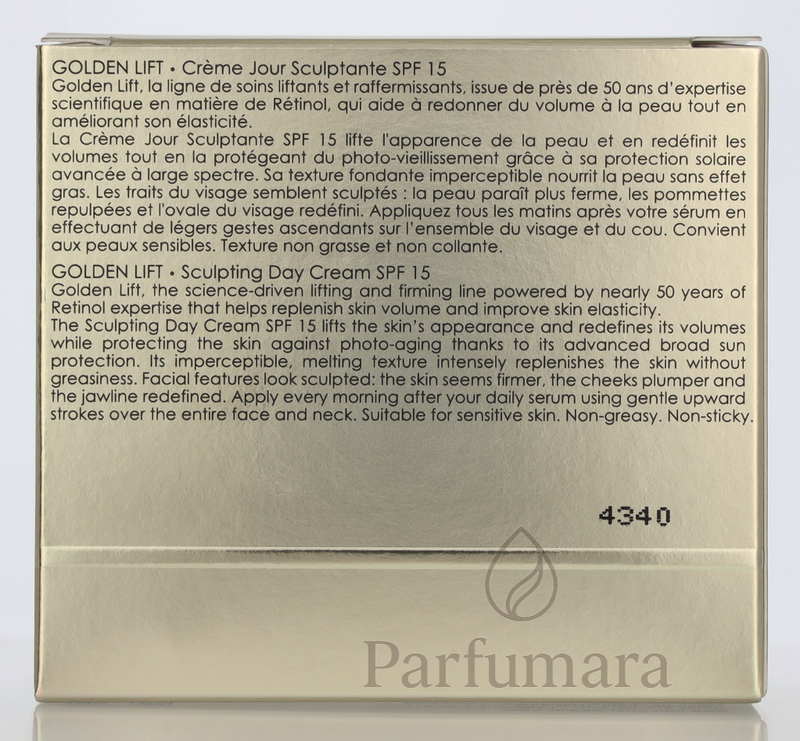 GOLDEN LIFT • Crème Jour Sculptante SPF 15
Golden Lift, la ligne de soins liftants et raffermissants, issue de près de 50 ans d'expertise
scientifique en matière de Rétinol, qui aide à redonner du volume à la peau tout en
améliorant son élasticité.
La Crème Jour Sculptante SPF 15 lifte l'apparence de la peau et en redéfinit les
volumes tout en la protégeant du photo-vieillissement grâce à sa protection solaire
avancée à large spectre. Sa texture fondante imperceptible nourrit la peau sans effet
gras. Les traits du visage semblent sculptés : la peau paraît plus ferme, les pommettes
repulpées et l'ovale du visage redéfini. Appliquez tous les matins après votre sérum en
effectuant de légers gestes ascendants sur l'ensemble du visage et du cou. Convient
aux peaux sensibles. Texture non grasse et non collante.
GOLDEN LIFT • Sculpting Day Cream SPF 15
Golden Lift, the science-driven lifting and firming line powered by nearly 50 years of
Retinol expertise that helps replenish skin volume and improve skin elasticity.
The Sculpting Day Cream SPF 15 lifts the skin's appearance and redefines its volumes
while protecting the skin against photo-aging thanks to its advanced broad sun
protection. Its imperceptible, melting texture intensely replenishes the skin without
greasiness. Facial features look sculpted: the skin seems firmer, the cheeks plumper and
the jawline redefined. Apply every morning after your daily serum using gentle upward
strokes over the entire face and neck. Suitable for sensitive skin. Non-greasy. Non-sticky.
4340
Parfumara